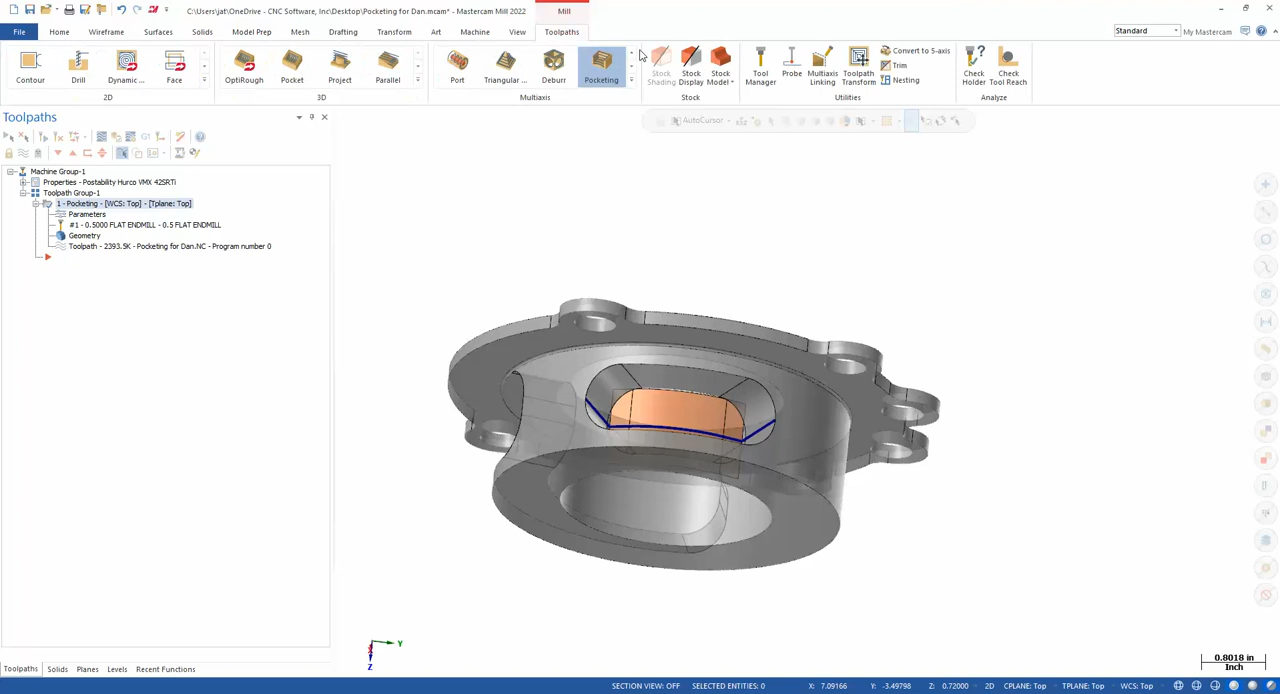 C:\Users\jat\OneDrive - CNC Software, Inc\Desktop\Pocketing for Dan.mcam* - Mastercam Mill 2022
Mill
File Home Wireframe Surfaces Solids Model Prep Mesh Drafting Transform Art Machine View Toolpaths
Standard My Mastercam
Contour Drill Dynamic ... Face OptiRough Pocket Project Parallel Port Triangular ... Deburr Pocketing Stock Shading Stock Display Stock Model Tool Manager Probe Multiaxis Linking Toolpath Transform Convert to 5-axis Trim Nesting Check Holder Check Tool Reach
2D 3D Multiaxis Stock Utilities Analyze
Toolpaths
AutoCursor
G1
Machine Group-1
Properties - Postability Hurco VMX 42SRTi
Toolpath Group-1
1 - Pocketing - [WCS: Top] - [Tplane: Top]
Parameters
#1 - 0.5000 FLAT ENDMILL - 0.5 FLAT ENDMILL
Geometry
Toolpath - 2393.5K - Pocketing for Dan.NC - Program number 0
Y
Z
0.8018 in
Inch
Toolpaths Solids Planes Levels Recent Functions
SECTION VIEW: OFF SELECTED ENTITIES: 0 X: 7.09166 Y: -3.49798 Z: 0.72000 2D CPLANE: Top TPLANE: Top WCS: Top